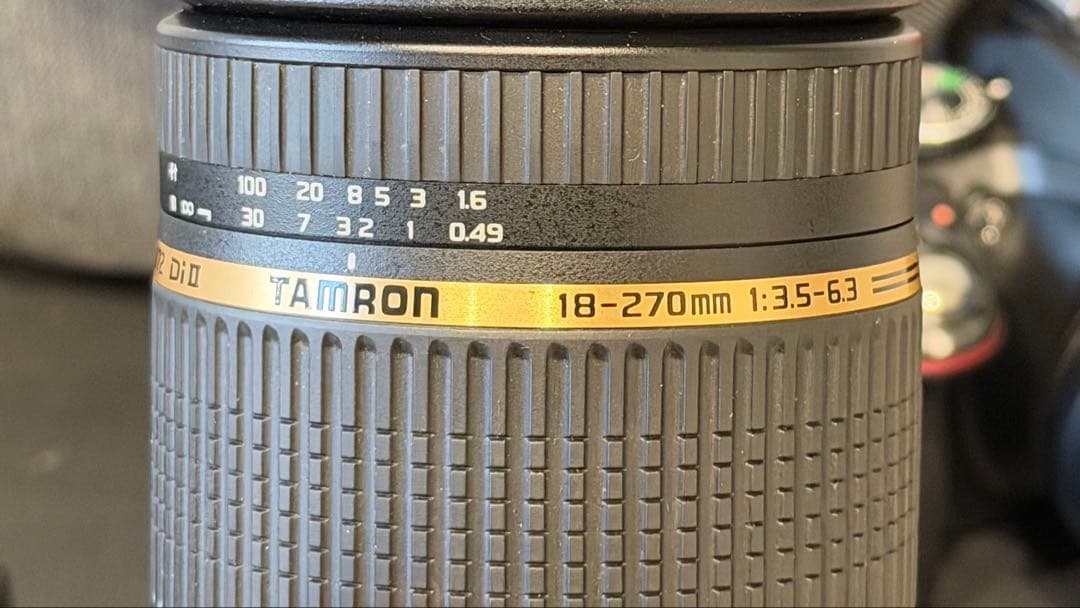 ft 100 20 8 5 3 1.6
∞ 30 7 3 2 1 0.49
Di II TAMRON 18-270mm 1:3.5-6.3